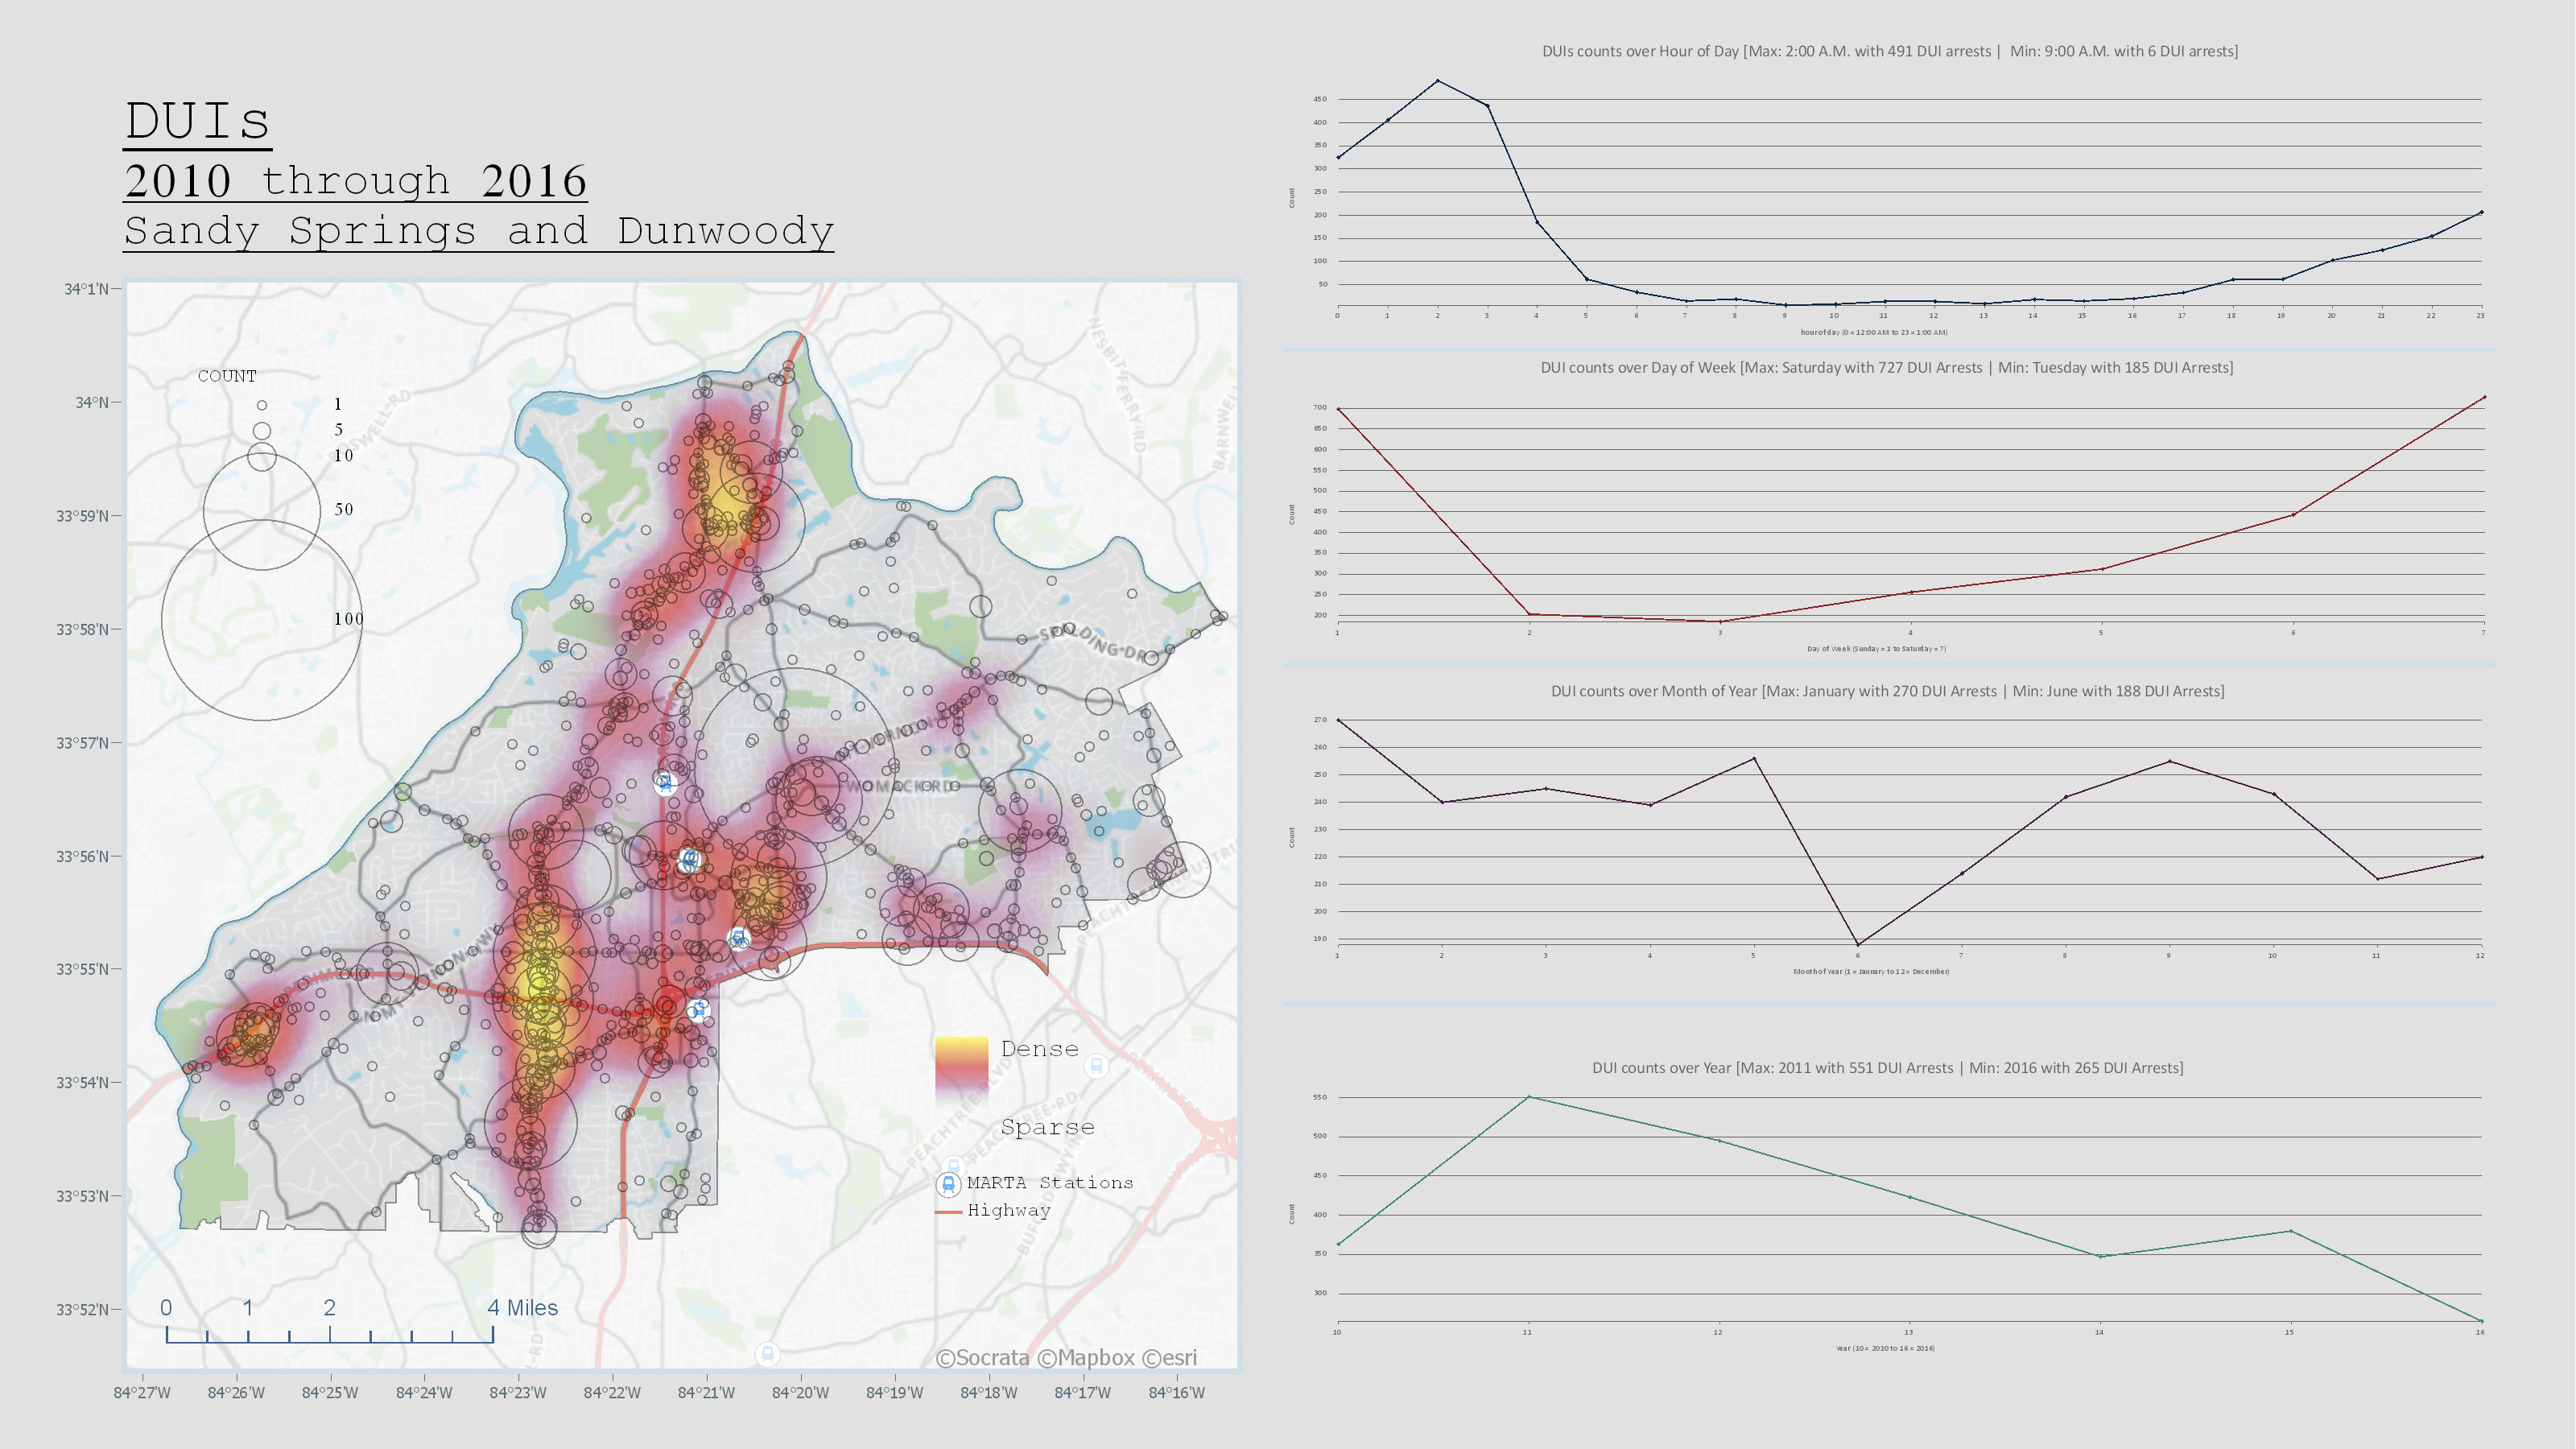 DUIs
2010 through 2016
Sandy Springs and Dunwoody
34°1'N
34°N
33°59'N
33°58'N
33°57'N
33°56'N
33°55'N
33°54'N
33°53'N
33°52'N
84°27'W
84°26'W
84°25'W
84°24'W
84°23'W
84°22'W
84°21'W
84°20'W
84°19'W
84°18'W
84°17'W
84°16'W
COUNT
1
5
10
50
100
NESBIT FERRY RD
SPALDING DR
WOMACK RD
Dense
Sparse
MARTA Stations
Highway
0 1 2 4 Miles
©Socrata ©Mapbox ©esri
DUIs counts over Hour of Day [Max: 2:00 A.M. with 491 DUI arrests | Min: 9:00 A.M. with 6 DUI arrests]
Count
450
400
350
300
250
200
150
100
50
0 1 2 3 4 5 6 7 8 9 10 11 12 13 14 15 16 17 18 19 20 21 22 23
hour of day (0 = 12:00 AM to 23 = 1:00 AM)
DUI counts over Day of Week [Max: Saturday with 727 DUI Arrests | Min: Tuesday with 185 DUI Arrests]
Count
700
650
600
550
500
450
400
350
300
250
200
1 2 3 4 5 6 7
Day of Week (Sunday = 1 to Saturday = 7)
DUI counts over Month of Year [Max: January with 270 DUI Arrests | Min: June with 188 DUI Arrests]
Count
270
260
250
240
230
220
210
200
190
1 2 3 4 5 6 7 8 9 10 11 12
Month of Year (1 = Jaunary to 12 = December)
DUI counts over Year [Max: 2011 with 551 DUI Arrests | Min: 2016 with 265 DUI Arrests]
Count
550
500
450
400
350
300
10 11 12 13 14 15 16
Year (10 = 2010 to 16 = 2016)